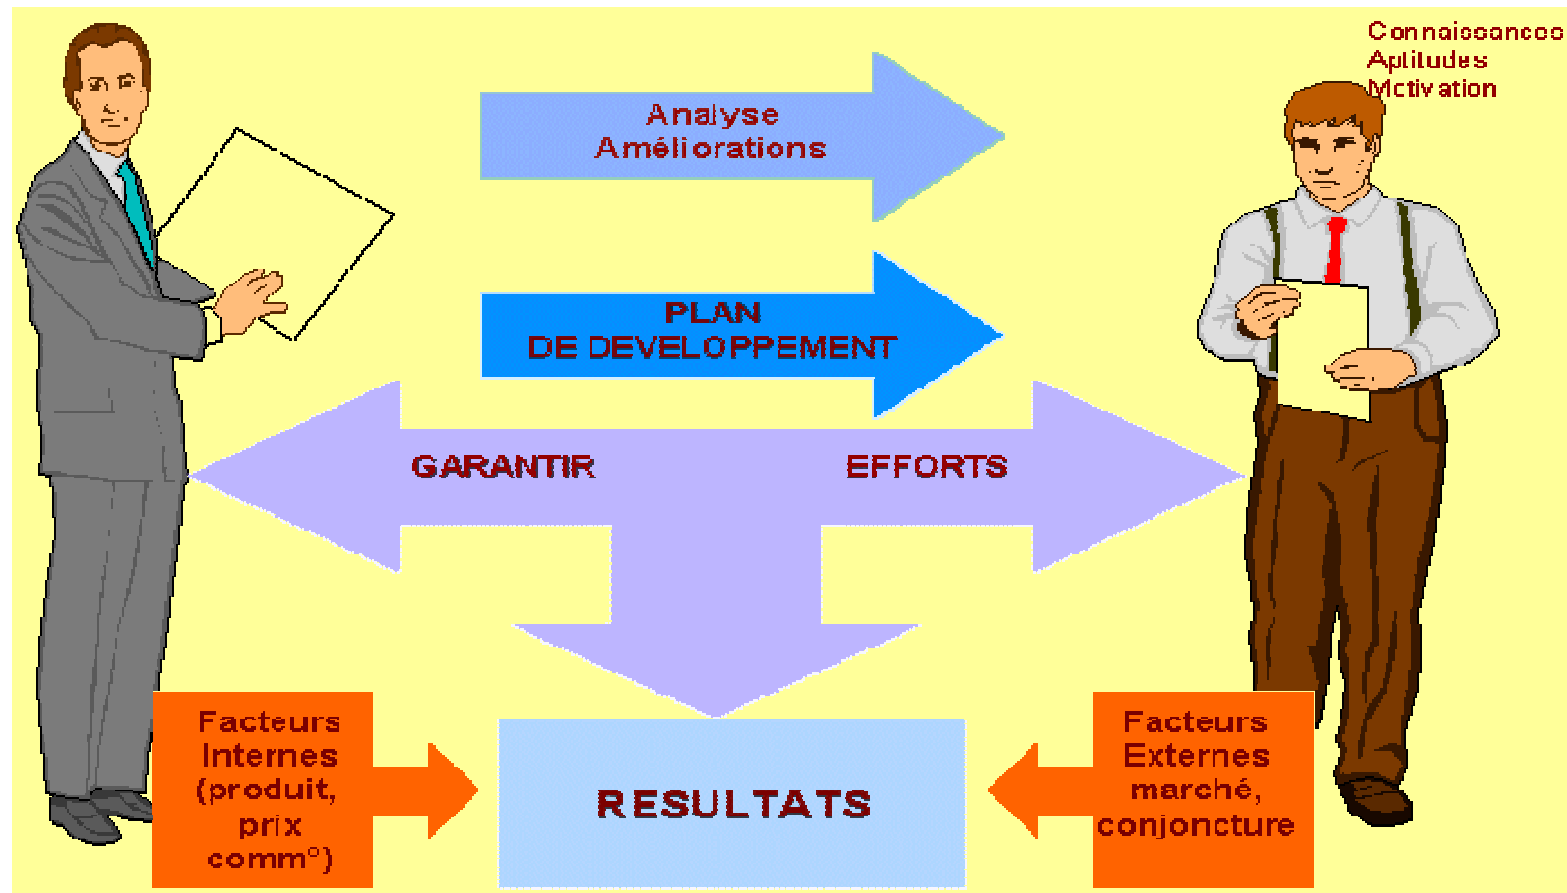 Connaissances
Aptitudes
Motivation
Analyse
Améliorations
PLAN
DE DEVELOPPEMENT
GARANTIR
EFFORTS
Facteurs
Internes
(produit,
prix
comm°)
RESULTATS
Facteurs
Externes
marché,
conjoncture